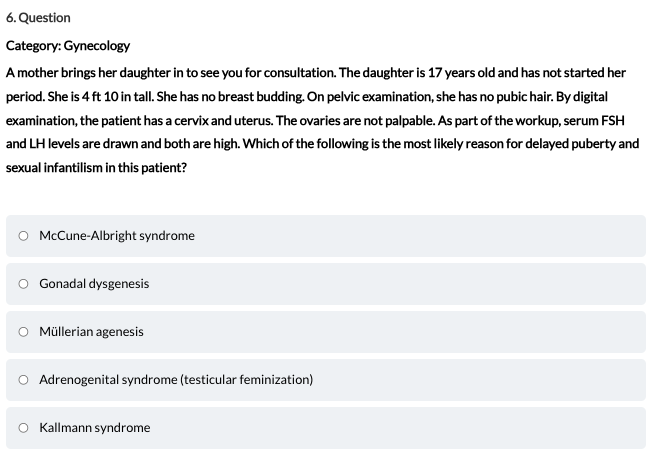 6. Question
Category: Gynecology
A mother brings her daughter in to see you for consultation. The daughter is 17 years old and has not started her
period. She is 4 ft 10 in tall. She has no breast budding. On pelvic examination, she has no pubic hair. By digital
examination, the patient has a cervix and uterus. The ovaries are not palpable. As part of the workup, serum FSH
and LH levels are drawn and both are high. Which of the following is the most likely reason for delayed puberty and
sexual infantilism in this patient?
McCune-Albright syndrome
Gonadal dysgenesis
Müllerian agenesis
Adrenogenital syndrome (testicular feminization)
Kallmann syndrome